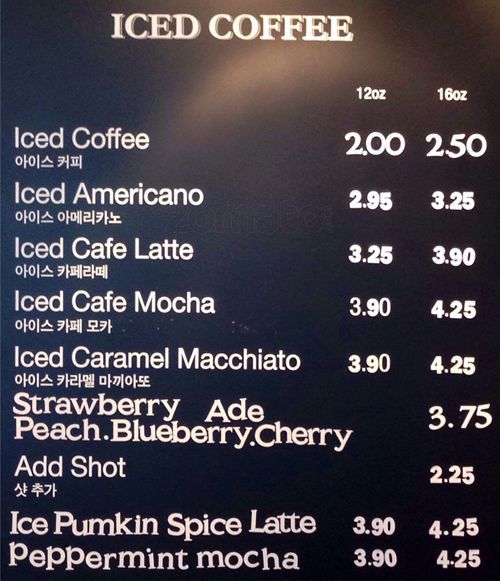 ICED COFFEE
12oz 16oz
Iced Coffee 2.00 2.50
아이스 커피
Iced Americano 2.95 3.25
아이스 아메리카노
Iced Cafe Latte 3.25 3.90
아이스 카페라떼
Iced Cafe Mocha 3.90 4.25
아이스 카페 모카
Iced Caramel Macchiato 3.90 4.25
아이스 카라멜 마끼아또
Strawberry Ade 3.75
Peach.Blueberry.Cherry
Add Shot 2.25
샷 추가
Ice Pumkin Spice Latte 3.90 4.25
Peppermint mocha 3.90 4.25